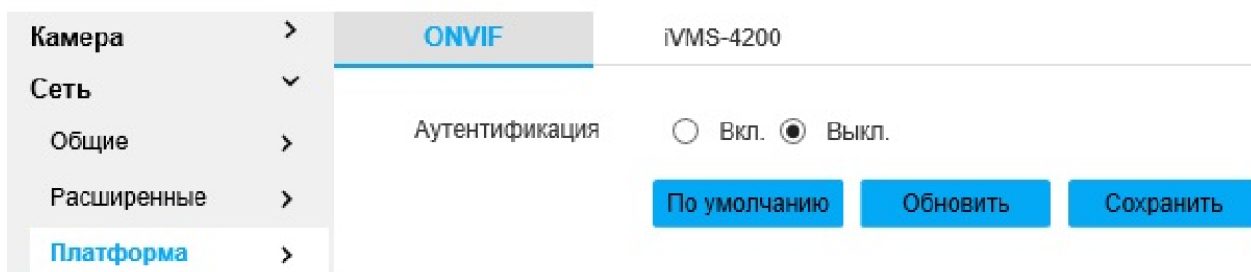 Камера
Сеть
Общие
Расширенные
Платформа
ONVIF iVMS-4200
Аутентификация Вкл. Выкл.
По умолчанию Обновить Сохранить